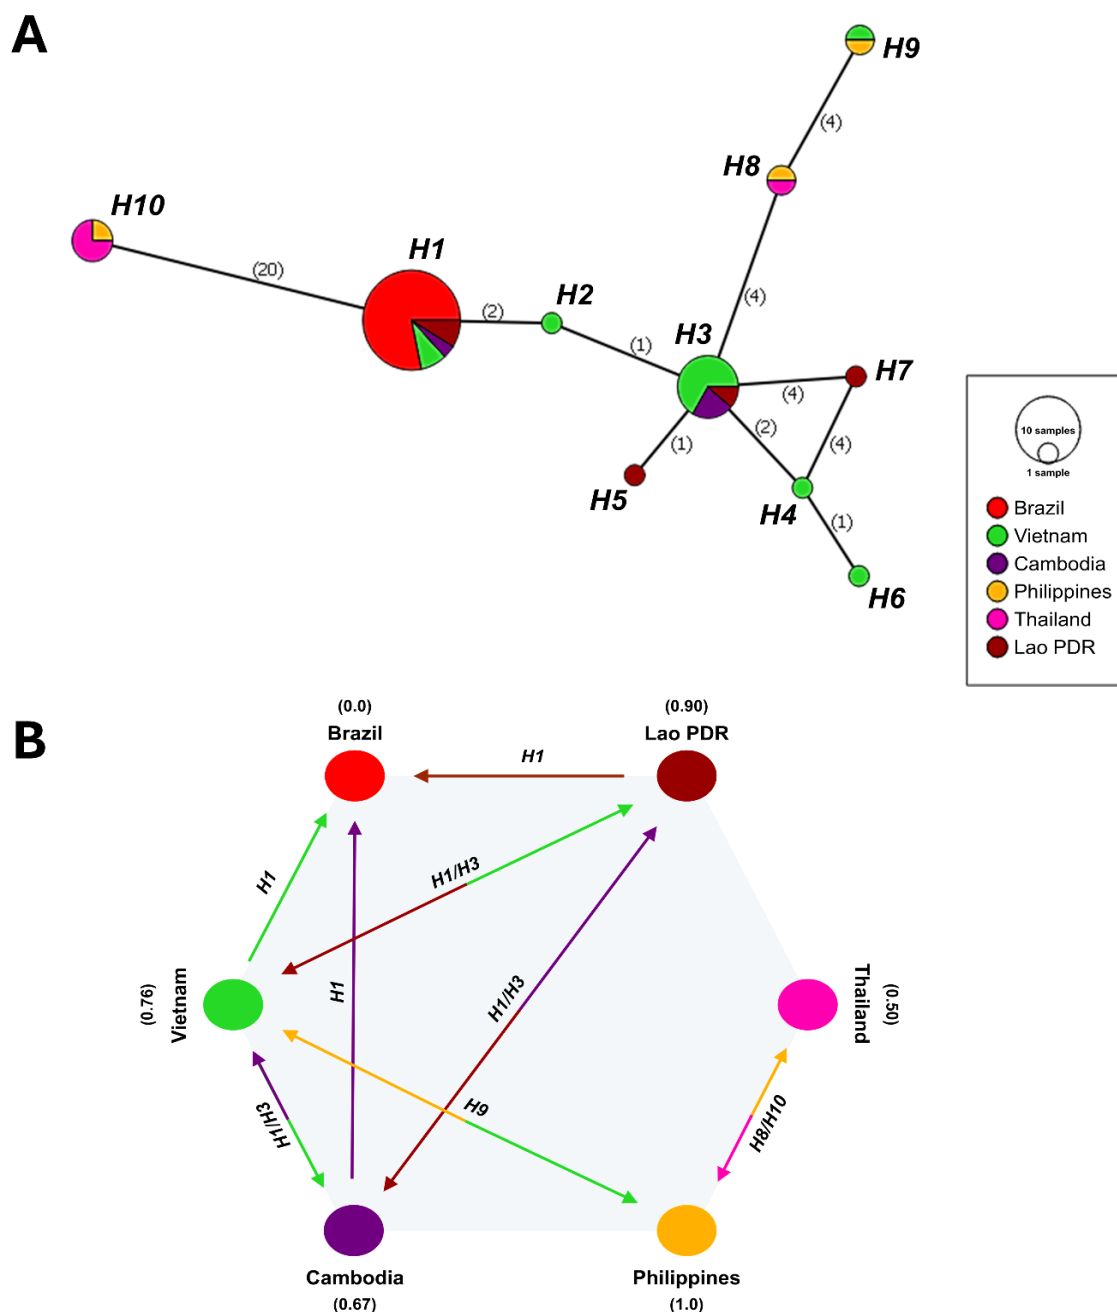 A
H9
(4)
H8
H10
H1
(20)
(2)
H2
(4)
(1)
H3
H7
(4)
(1)
(2)
(4)
H5
H4
(1)
H6
10 samples
1 sample
Brazil
Vietnam
Cambodia
Philippines
Thailand
Lao PDR
B
(0.0)
Brazil
(0.90)
Lao PDR
H1
H1
H1/H3
H1
H1/H3
(0.76)
Vietnam
Thailand
(0.50)
H9
H1/H3
H8/H10
Cambodia
(0.67)
Philippines
(1.0)